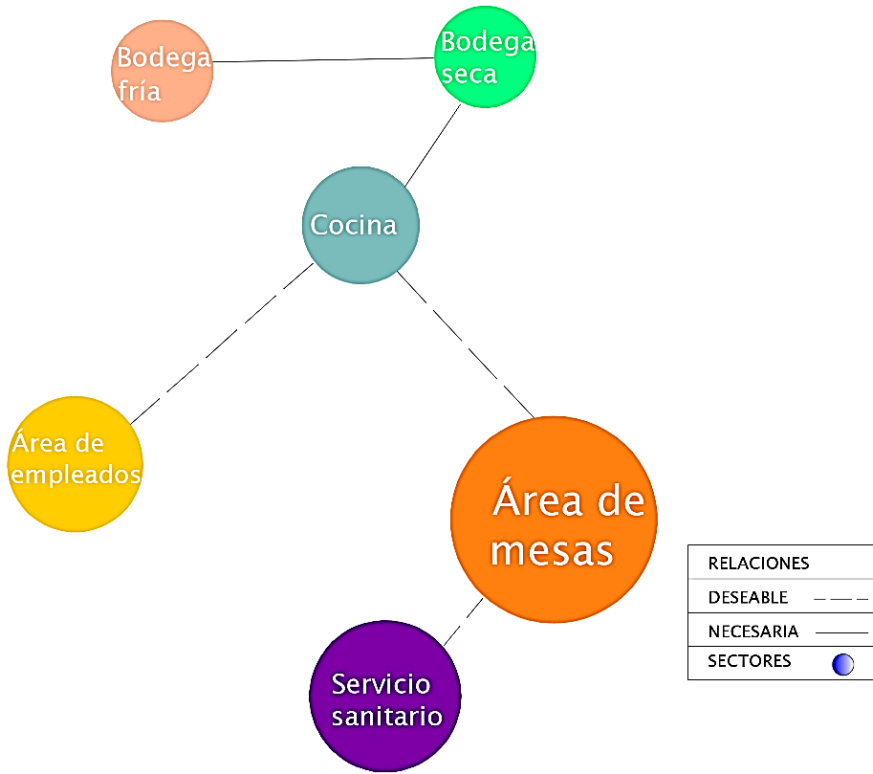 Bodega
fría
Bodega
seca
Cocina
Área de
empleados
Área de
mesas
Servicio
sanitario
RELACIONES
DESEABLE
NECESARIA
SECTORES